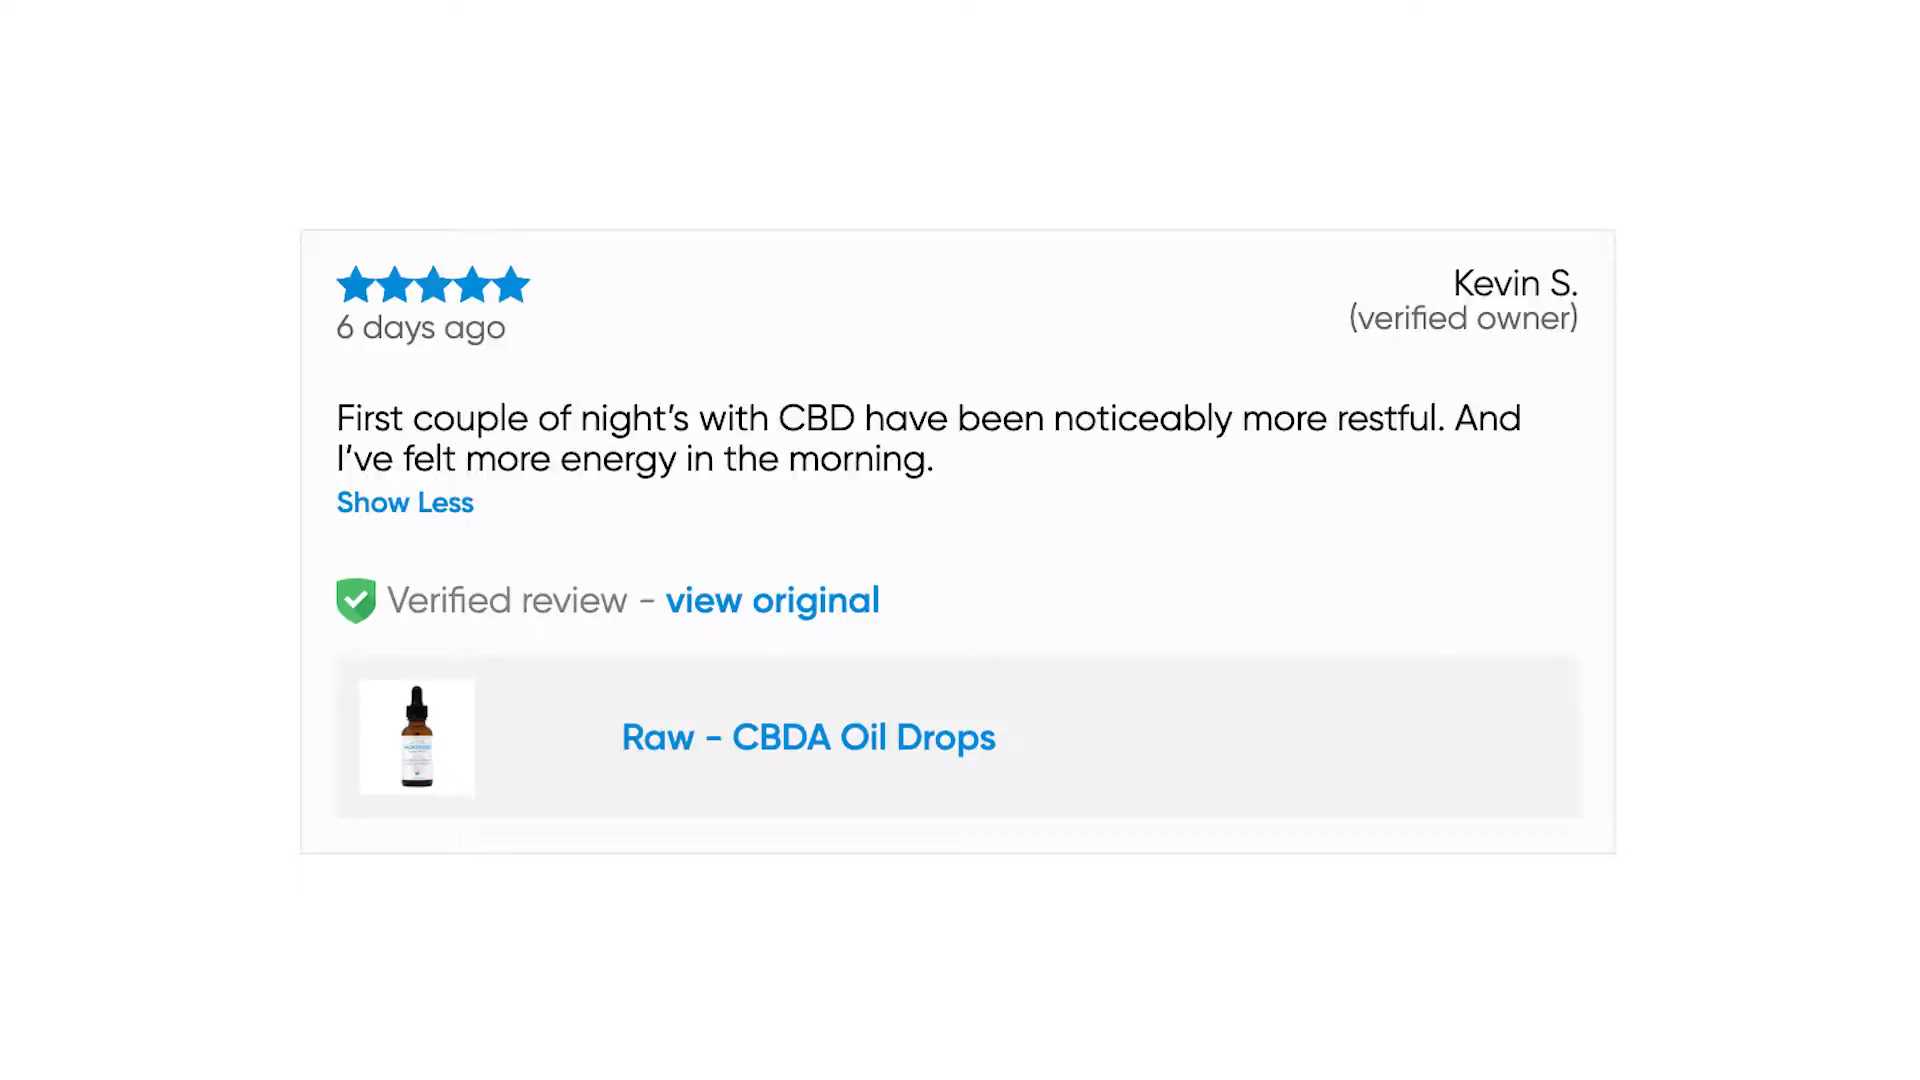 Kevin S.
6 days ago
(verified owner)
First couple of night's with CBD have been noticeably more restful. And
I've felt more energy in the morning.
Show Less
Verified review - view original
Raw - CBDA Oil Drops